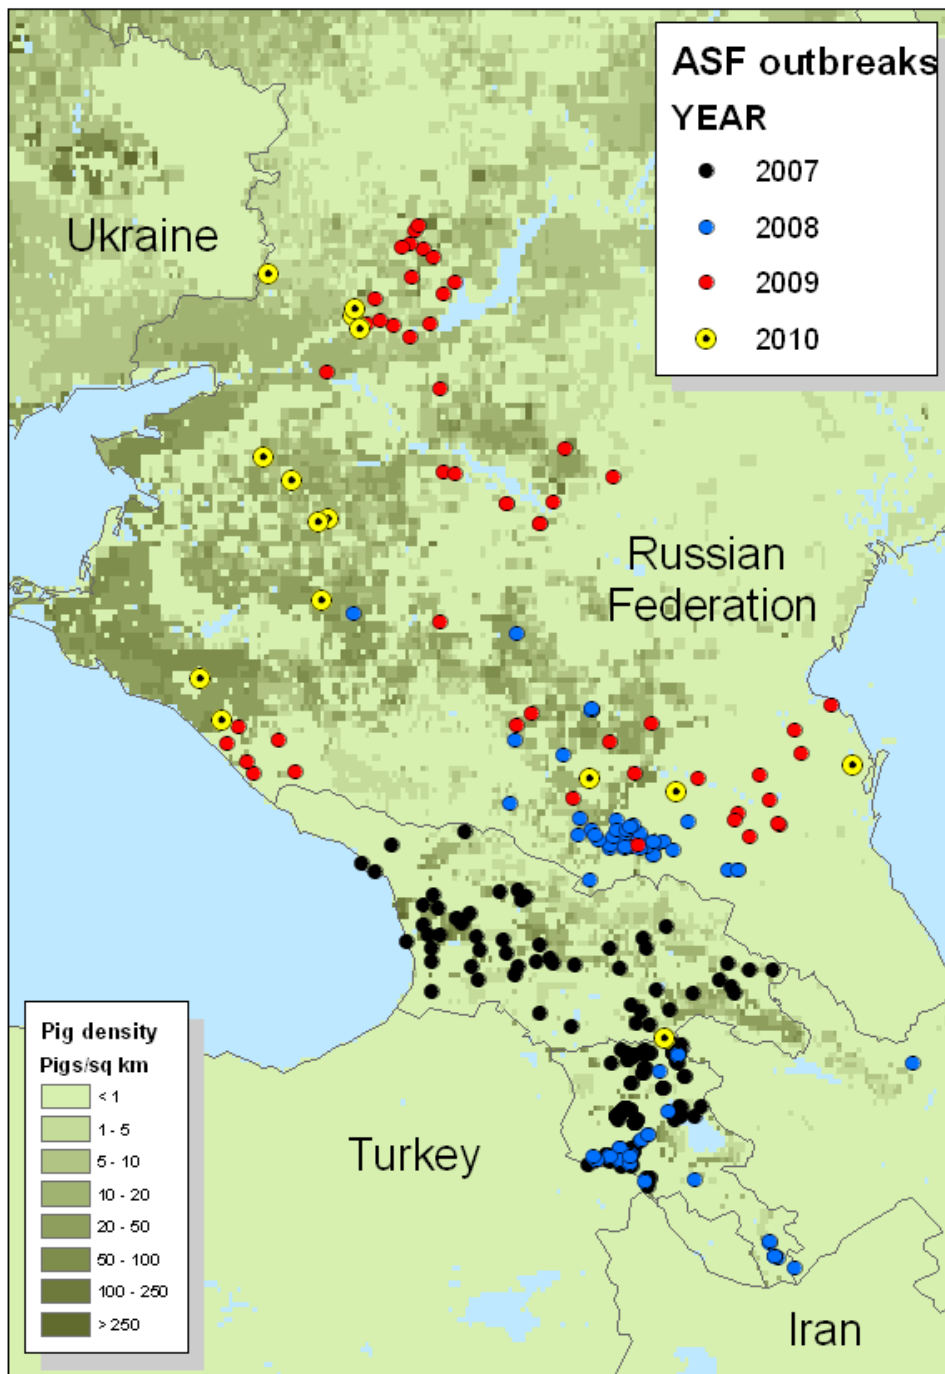 ASF outbreaks
YEAR
2007
2008
2009
2010
Ukraine
Russian
Federation
Pig density
Pigs/sq km
< 1
1 - 5
5 - 10
10 - 20
20 - 50
50 - 100
100 - 250
> 250
Turkey
Iran